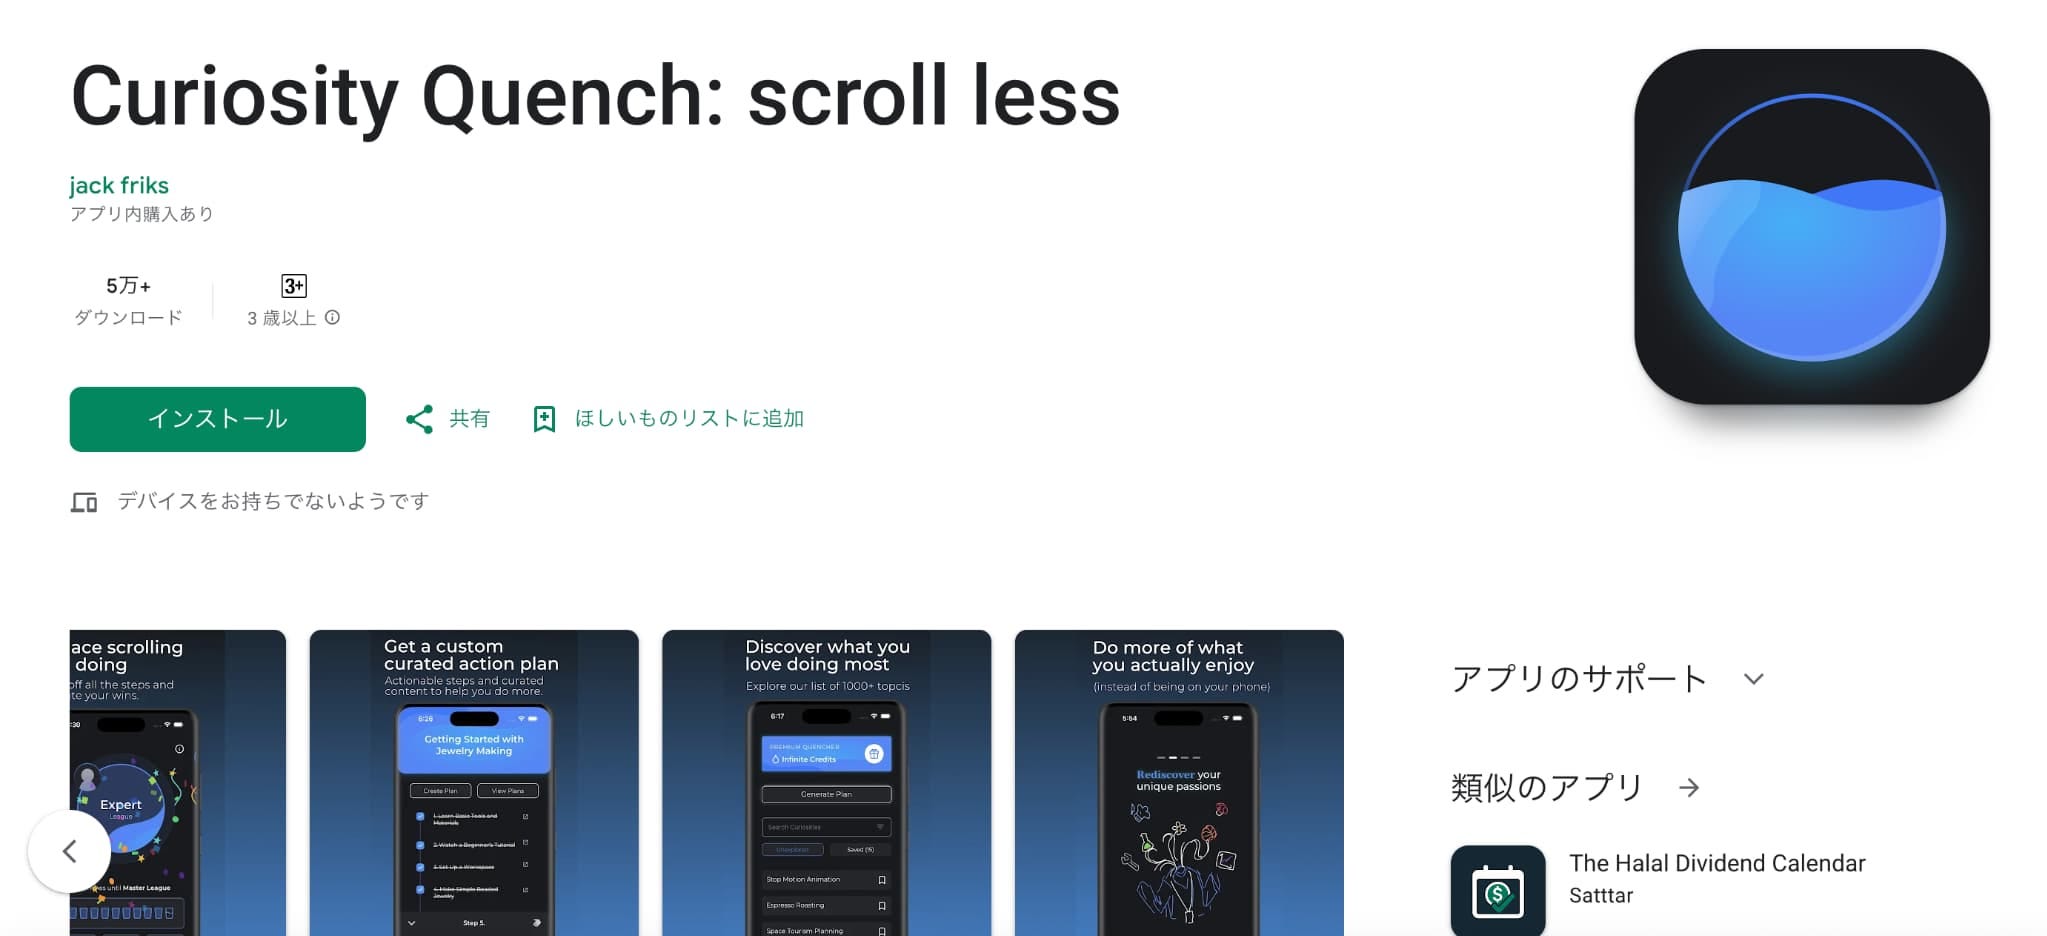 Curiosity Quench: scroll less
jack friks
アプリ内購入あり
5万+
ダウンロード
3+
3 歳以上
インストール
共有
ほしいものリストに追加
デバイスをお持ちでないようです
ace scrolling
doing
off all the steps and
te your wins.
:30
Expert
League
es until Master League
Get a custom
curated action plan
Actionable steps and curated
content to help you do more.
6:26
Getting Started with
Jewelry Making
Create Plan
View Plans
1. Learn Basic Tools and
Materials
2. Watch a Beginner's Tutorial
3. Set Up a Workspace
4. Make Simple Beaded
Jewelry
Step 5.
Discover what you
love doing most
Explore our list of 1000+ topcis
6:17
PREMIUM QUENCHER
Infinite Credits
Generate Plan
Search Curiosities
Unexplored
Saved (15)
Stop Motion Animation
Espresso Roasting
Space Tourism Planning
Do more of what
you actually enjoy
(instead of being on your phone)
5:54
Rediscover your
unique passions
アプリのサポート
類似のアプリ
The Halal Dividend Calendar
Satttar